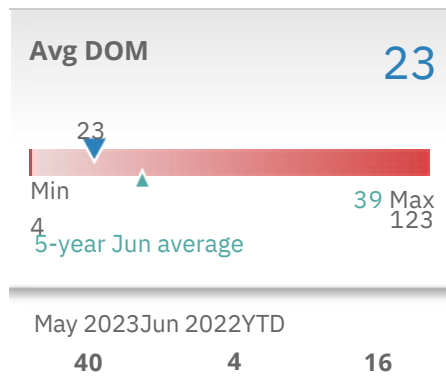 Avg DOM
23
23
Min
39 Max
4
123
5-year Jun average
May 2023Jun 2022YTD
40 4 16